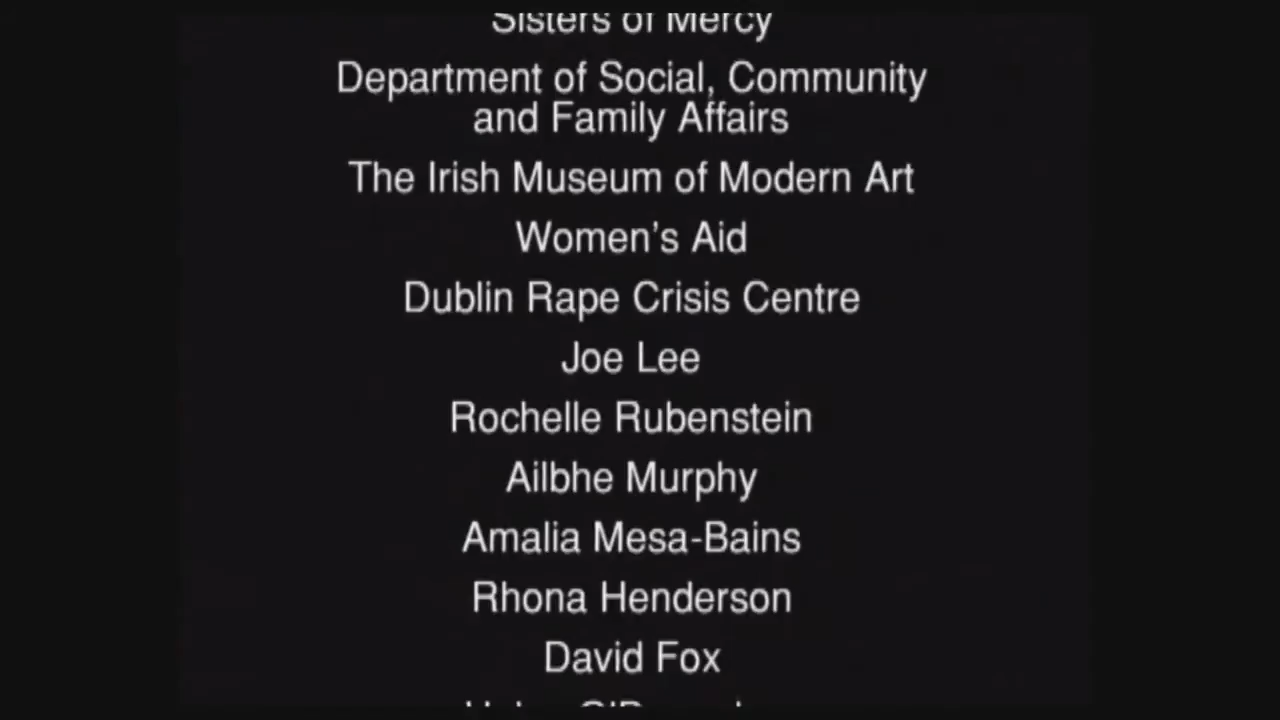 Sisters of Mercy
Department of Social, Community
and Family Affairs
The Irish Museum of Modern Art
Women's Aid
Dublin Rape Crisis Centre
Joe Lee
Rochelle Rubenstein
Ailbhe Murphy
Amalia Mesa-Bains
Rhona Henderson
David Fox